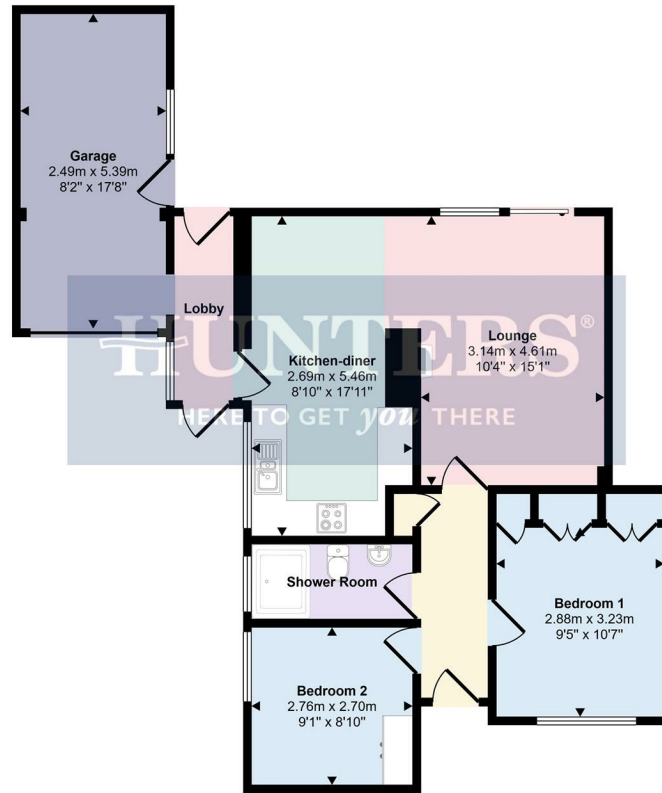 Garage
2.49m x 5.39m
8'2" x 17'8"
Lobby
HUNTERS®
HERE TO GET you THERE
Kitchen-diner
2.69m x 5.46m
8'10" x 17'11"
Lounge
3.14m x 4.61m
10'4" x 15'1"
Shower Room
Bedroom 1
2.88m x 3.23m
9'5" x 10'7"
Bedroom 2
2.76m x 2.70m
9'1" x 8'10"